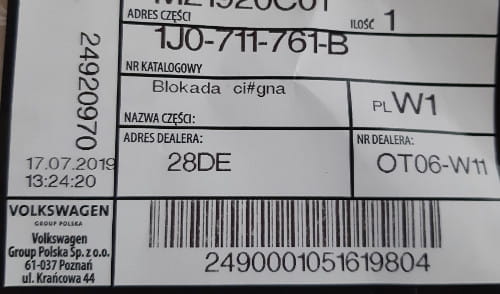 ADRES CZĘŚCI
ILOŚĆ 1
1J0-711-761-B
NR KATALOGOWY
Blokada ci#gna
NAZWA CZĘŚCI:
PL W1
ADRES DEALERA:
28DE
NR DEALERA:
OT06-W11
24920970
17.07.2019
13:24:20
VOLKSWAGEN
GROUP POLSKA
Volkswagen
Group Polska Sp. z o.o.
61-037 Poznań
ul. Krańcowa 44
2490001051619804